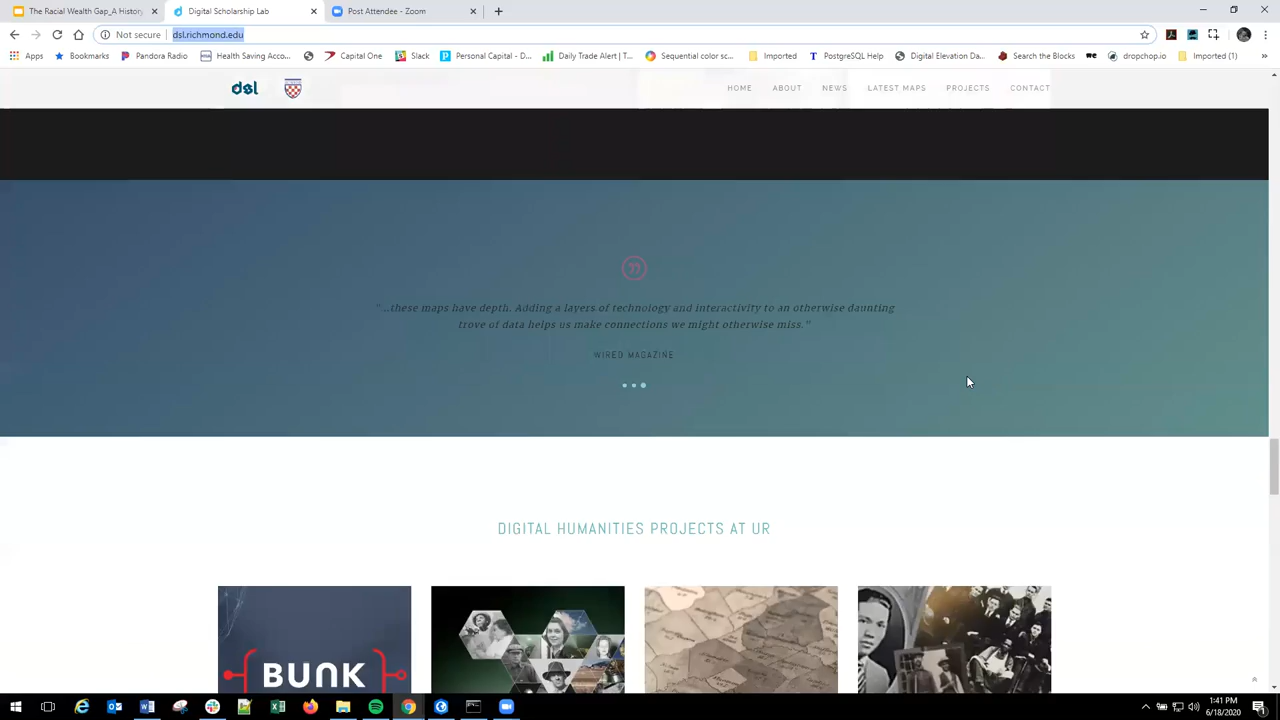 The Racial Wealth Gap_A History
Digital Scholarship Lab
Post Attendee - Zoom
Not secure
dsl.richmond.edu
Apps
Bookmarks
Pandora Radio
Health Saving Acco...
Capital One
Slack
Personal Capital - D...
Daily Trade Alert | T...
Sequential color sc...
Imported
PostgreSQL Help
Digital Elevation Da...
Search the Blocks
we
dropchop.io
Imported (1)
dsl
HOME
ABOUT
NEWS
LATEST MAPS
PROJECTS
CONTACT
"...these maps have depth. Adding a layers of technology and interactivity to an otherwise daunting
trove of data helps us make connections we might otherwise miss."
WIRED MAGAZINE
DIGITAL HUMANITIES PROJECTS AT UR
BUNK
1:41 PM
6/18/2020